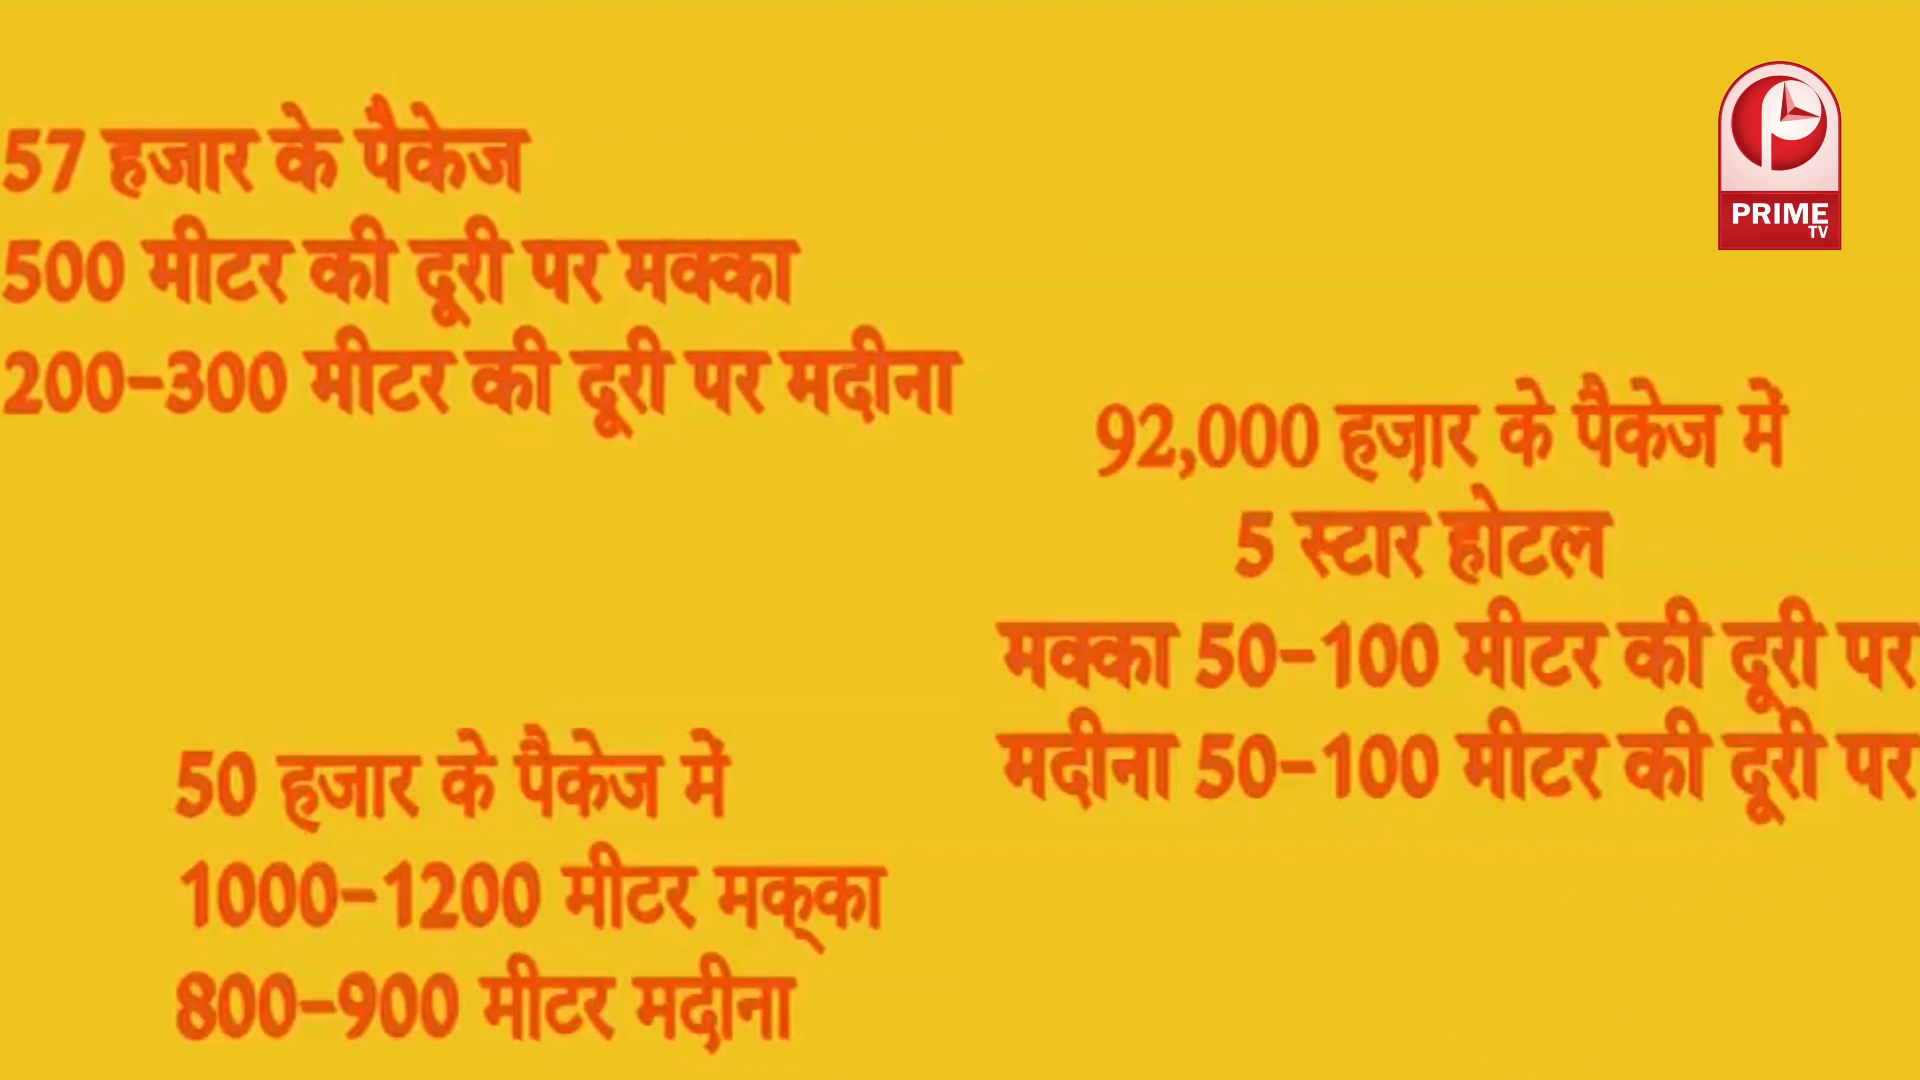 57 हजार के पैकेज
500 मीटर की दूरी पर मक्का
200-300 मीटर की दूरी पर मदीना
92,000 हज़ार के पैकेज में
5 स्टार होटल
मक्का 50-100 मीटर की दूरी पर
मदीना 50-100 मीटर की दूरी पर
50 हजार के पैकेज में
1000-1200 मीटर मक्‌का
800-900 मीटर मदीना
PRIME
TV